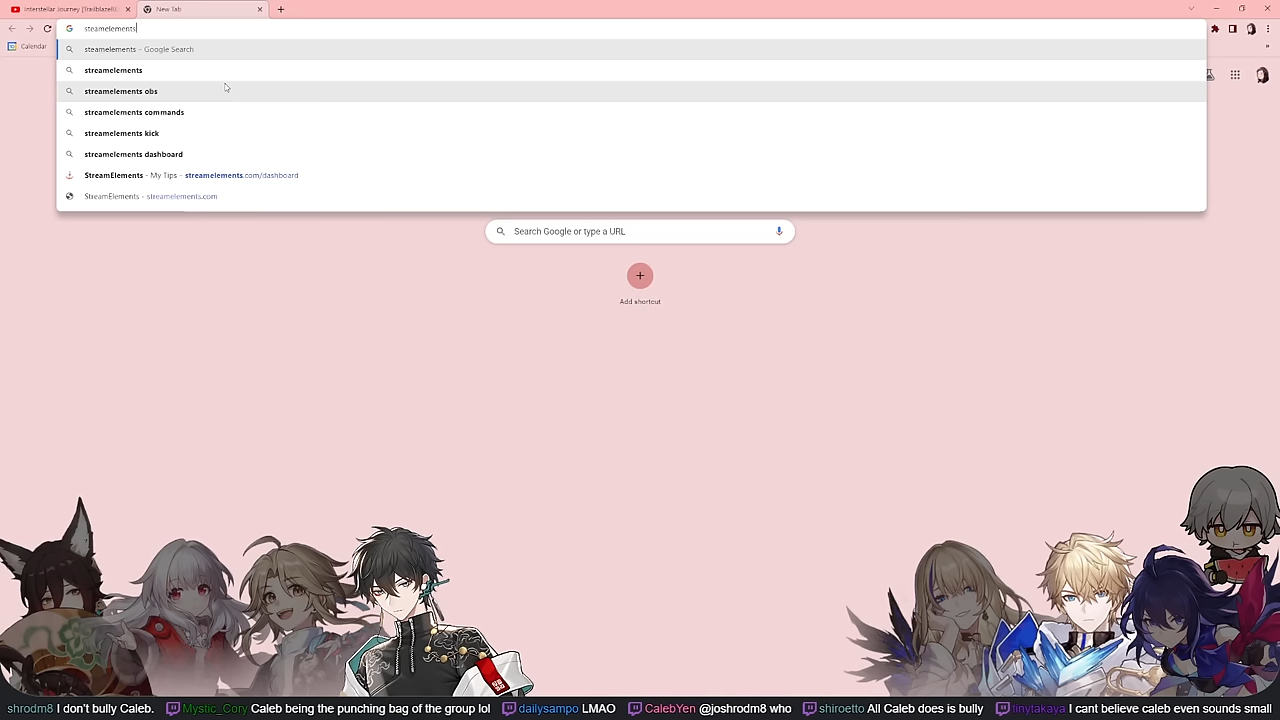 Interstellar Journey [Trailblaze
New Tab
steamelements
Calendar
steamelements - Google Search
streamelements
streamelements obs
streamelements commands
streamelements kick
streamelements dashboard
StreamElements - My Tips - streamelements.com/dashboard
StreamElements - streamelements.com
Search Google or type a URL
Add shortcut
shrodm8 I don't bully Caleb. Mystic_Cory Caleb being the punching bag of the group lol dailysampo LMAO CalebYen @joshrodm8 who shiroetto All Caleb does is bully tinytakaya I cant believe caleb even sounds small